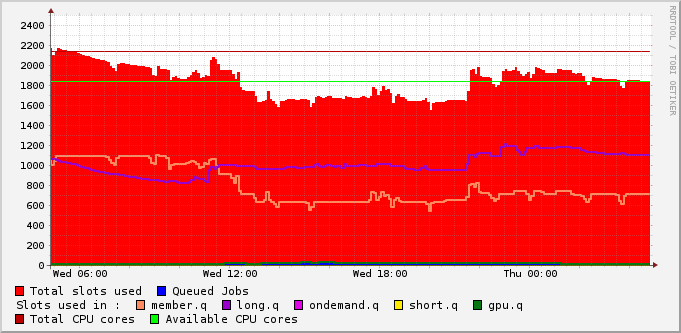 2400
2200
2000
1800
1600
1400
1200
1000
800
600
400
200
0
Wed 06:00 Wed 12:00 Wed 18:00 Thu 00:00
Total slots used Queued Jobs
Slots used in : member.q long.q ondemand.q short.q gpu.q
Total CPU cores Available CPU cores
RRDTOOL / TOBI OETIKER